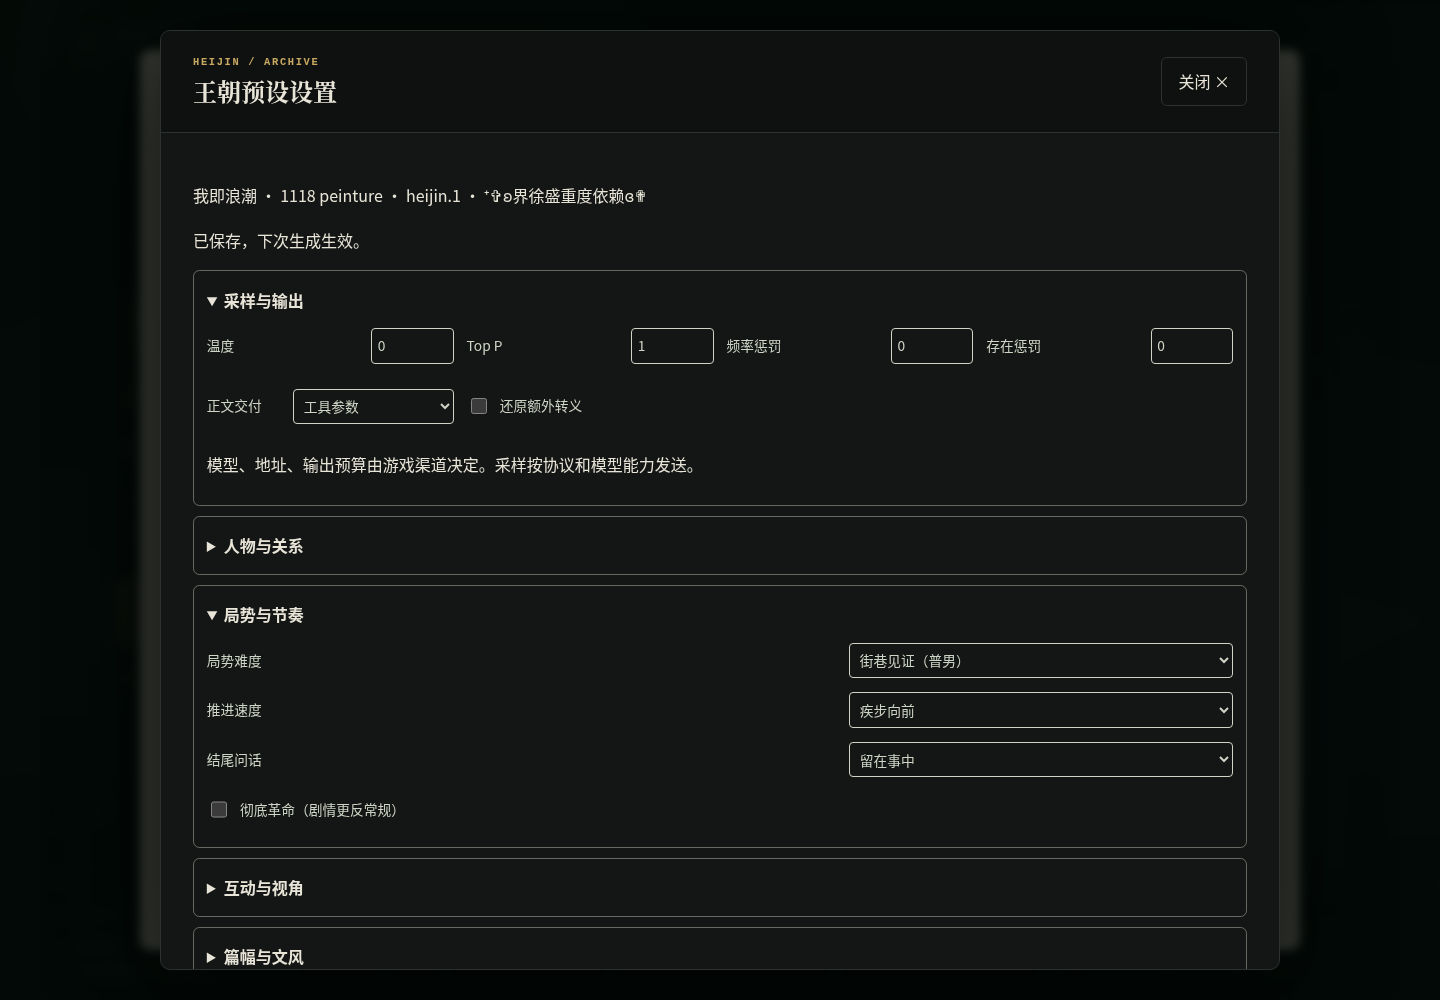 HEIJIN / ARCHIVE
王朝预设设置
关闭 ×
我即浪潮 · 1118 peinture · heijin.1 · ⁺✞ʚ界徐盛重度依赖ɞ✟
已保存，下次生成生效。
▼ 采样与输出
温度 0 Top P 1 频率惩罚 0 存在惩罚 0
正文交付 工具参数 还原额外转义
模型、地址、输出预算由游戏渠道决定。采样按协议和模型能力发送。
▶ 人物与关系
▼ 局势与节奏
局势难度 街巷见证（普男）
推进速度 疾步向前
结尾问话 留在事中
彻底革命（剧情更反常规）
▶ 互动与视角
▶ 篇幅与文风